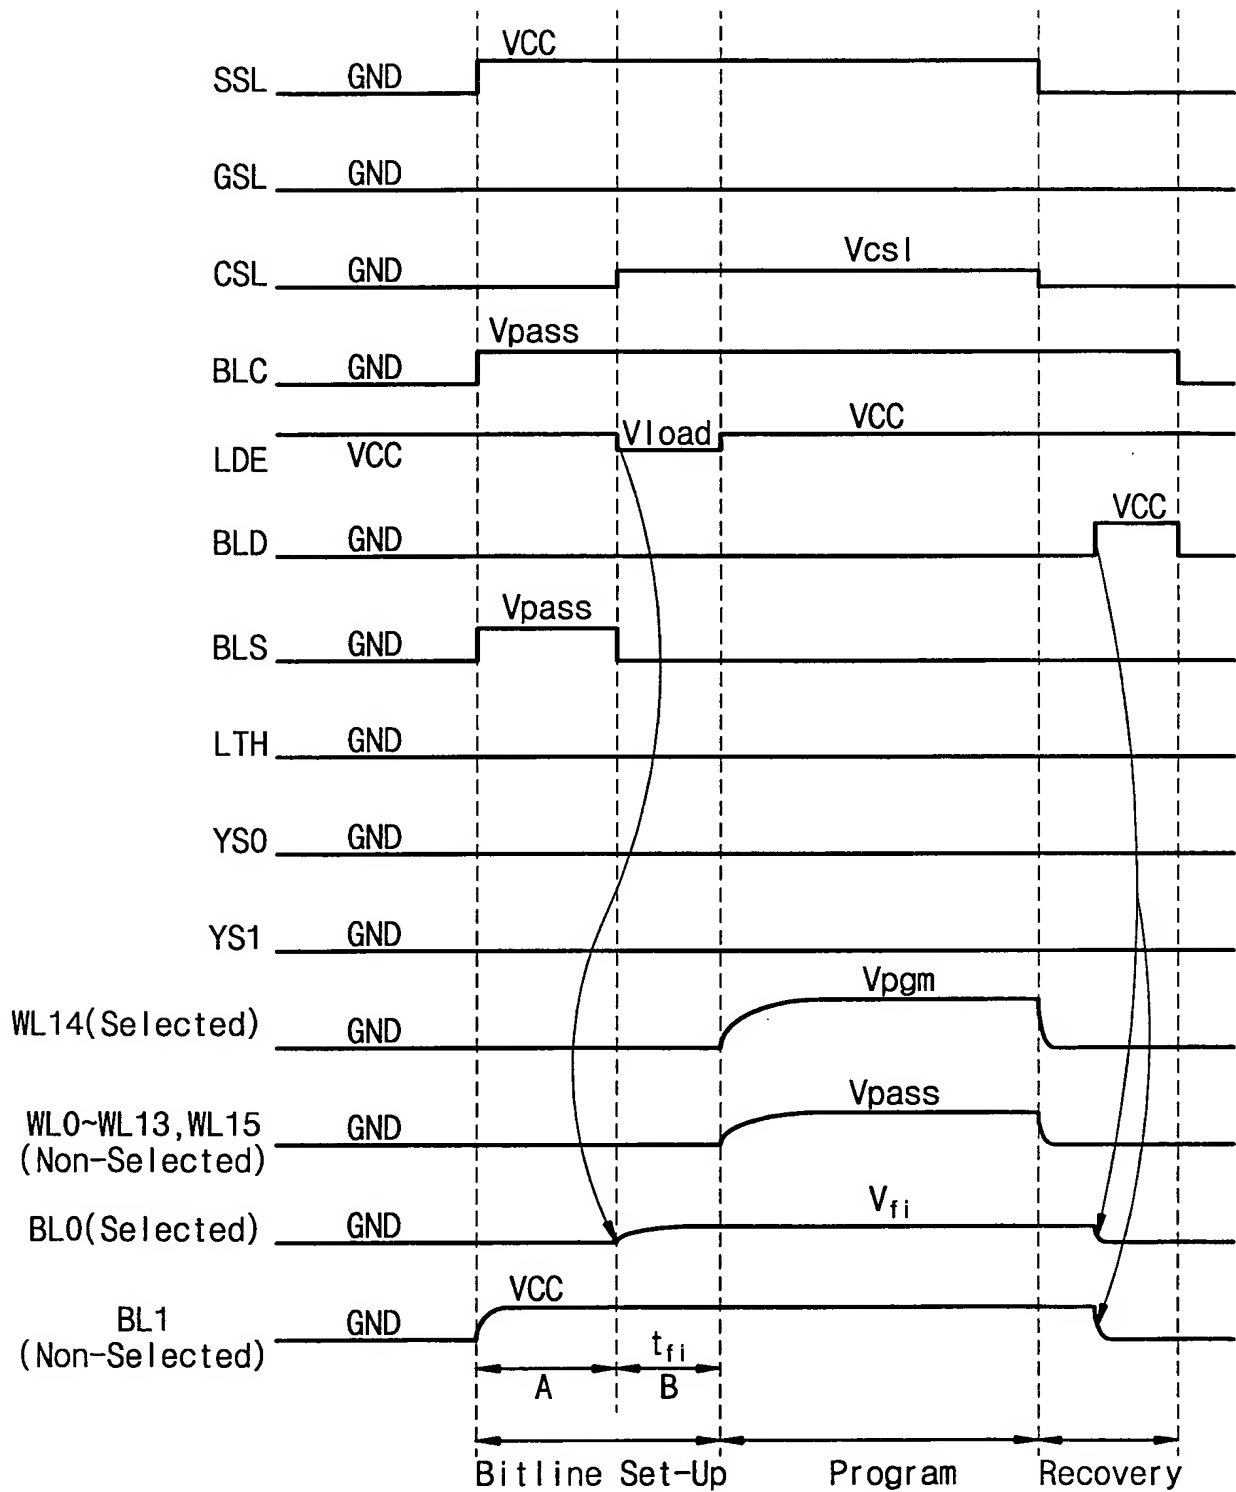 VCC
SSL GND
GSL GND
Vcsl
CSL GND
Vpass
BLC GND
Vload VCC
LDE VCC
VCC
BLD GND
Vpass
BLS GND
LTH GND
YS0 GND
YS1 GND
Vpgm
WL14(Selected) GND
Vpass
WL0~WL13,WL15 GND
(Non-Selected)
Vfi
BL0(Selected) GND
VCC
BL1 GND
(Non-Selected)
tfi
A B
Bitline Set-Up Program Recovery